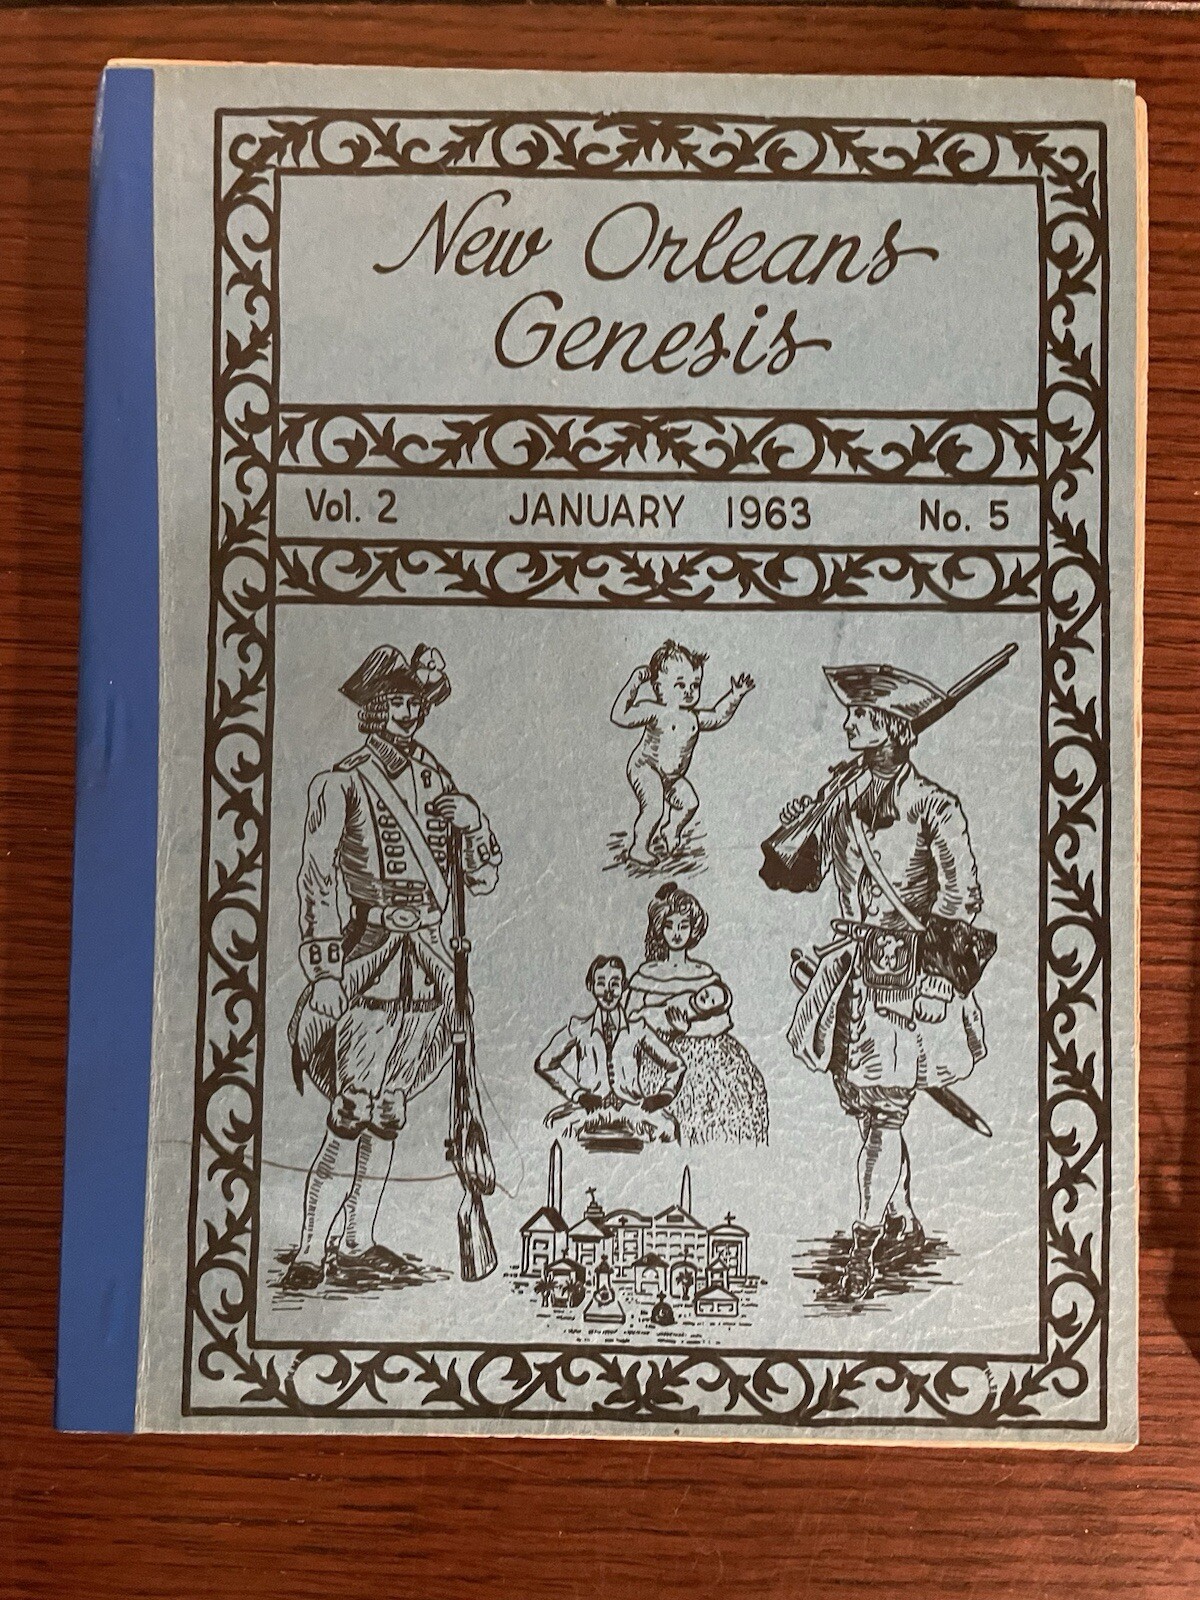 New Orleans
Genesis
Vol. 2 JANUARY 1963 No. 5